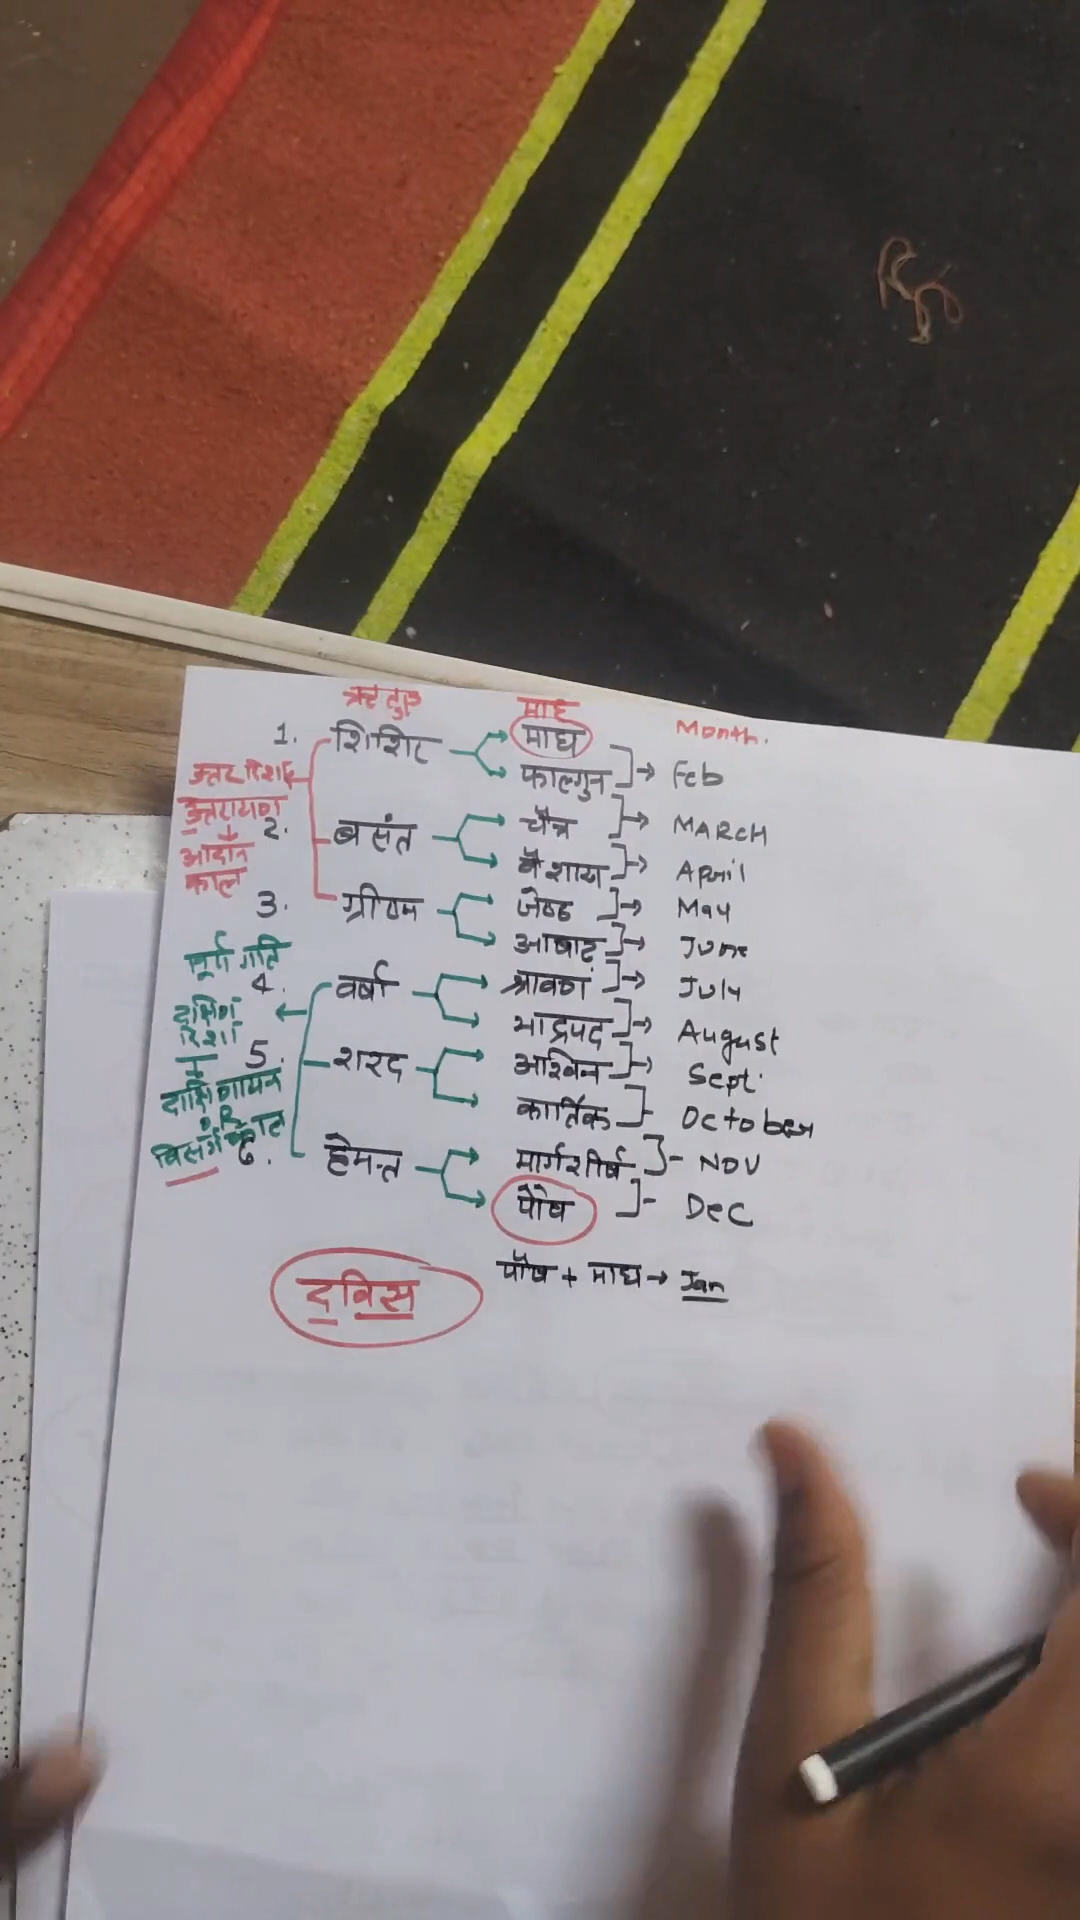 ऋतु माह Month.
1. शिशिर माघ
फाल्गुन Feb
उत्तर दिशा
उत्तरायण
2. बसंत चैत्र MARCH
आदान
काल
वैशाख April
3. ग्रीष्म जेष्ठ May
आषाढ़ June
पूर्ण गति
4. वर्षा श्रावण July
दक्षिण
दिशा
भाद्रपद August
5. शरद अश्विन Sept.
दाक्षिणायन
OR
विसर्ग काल
कार्तिक October
6. हेमन्त मार्गशीर्ष Nov
पौष Dec
पौष + माघ → Jan
दविस